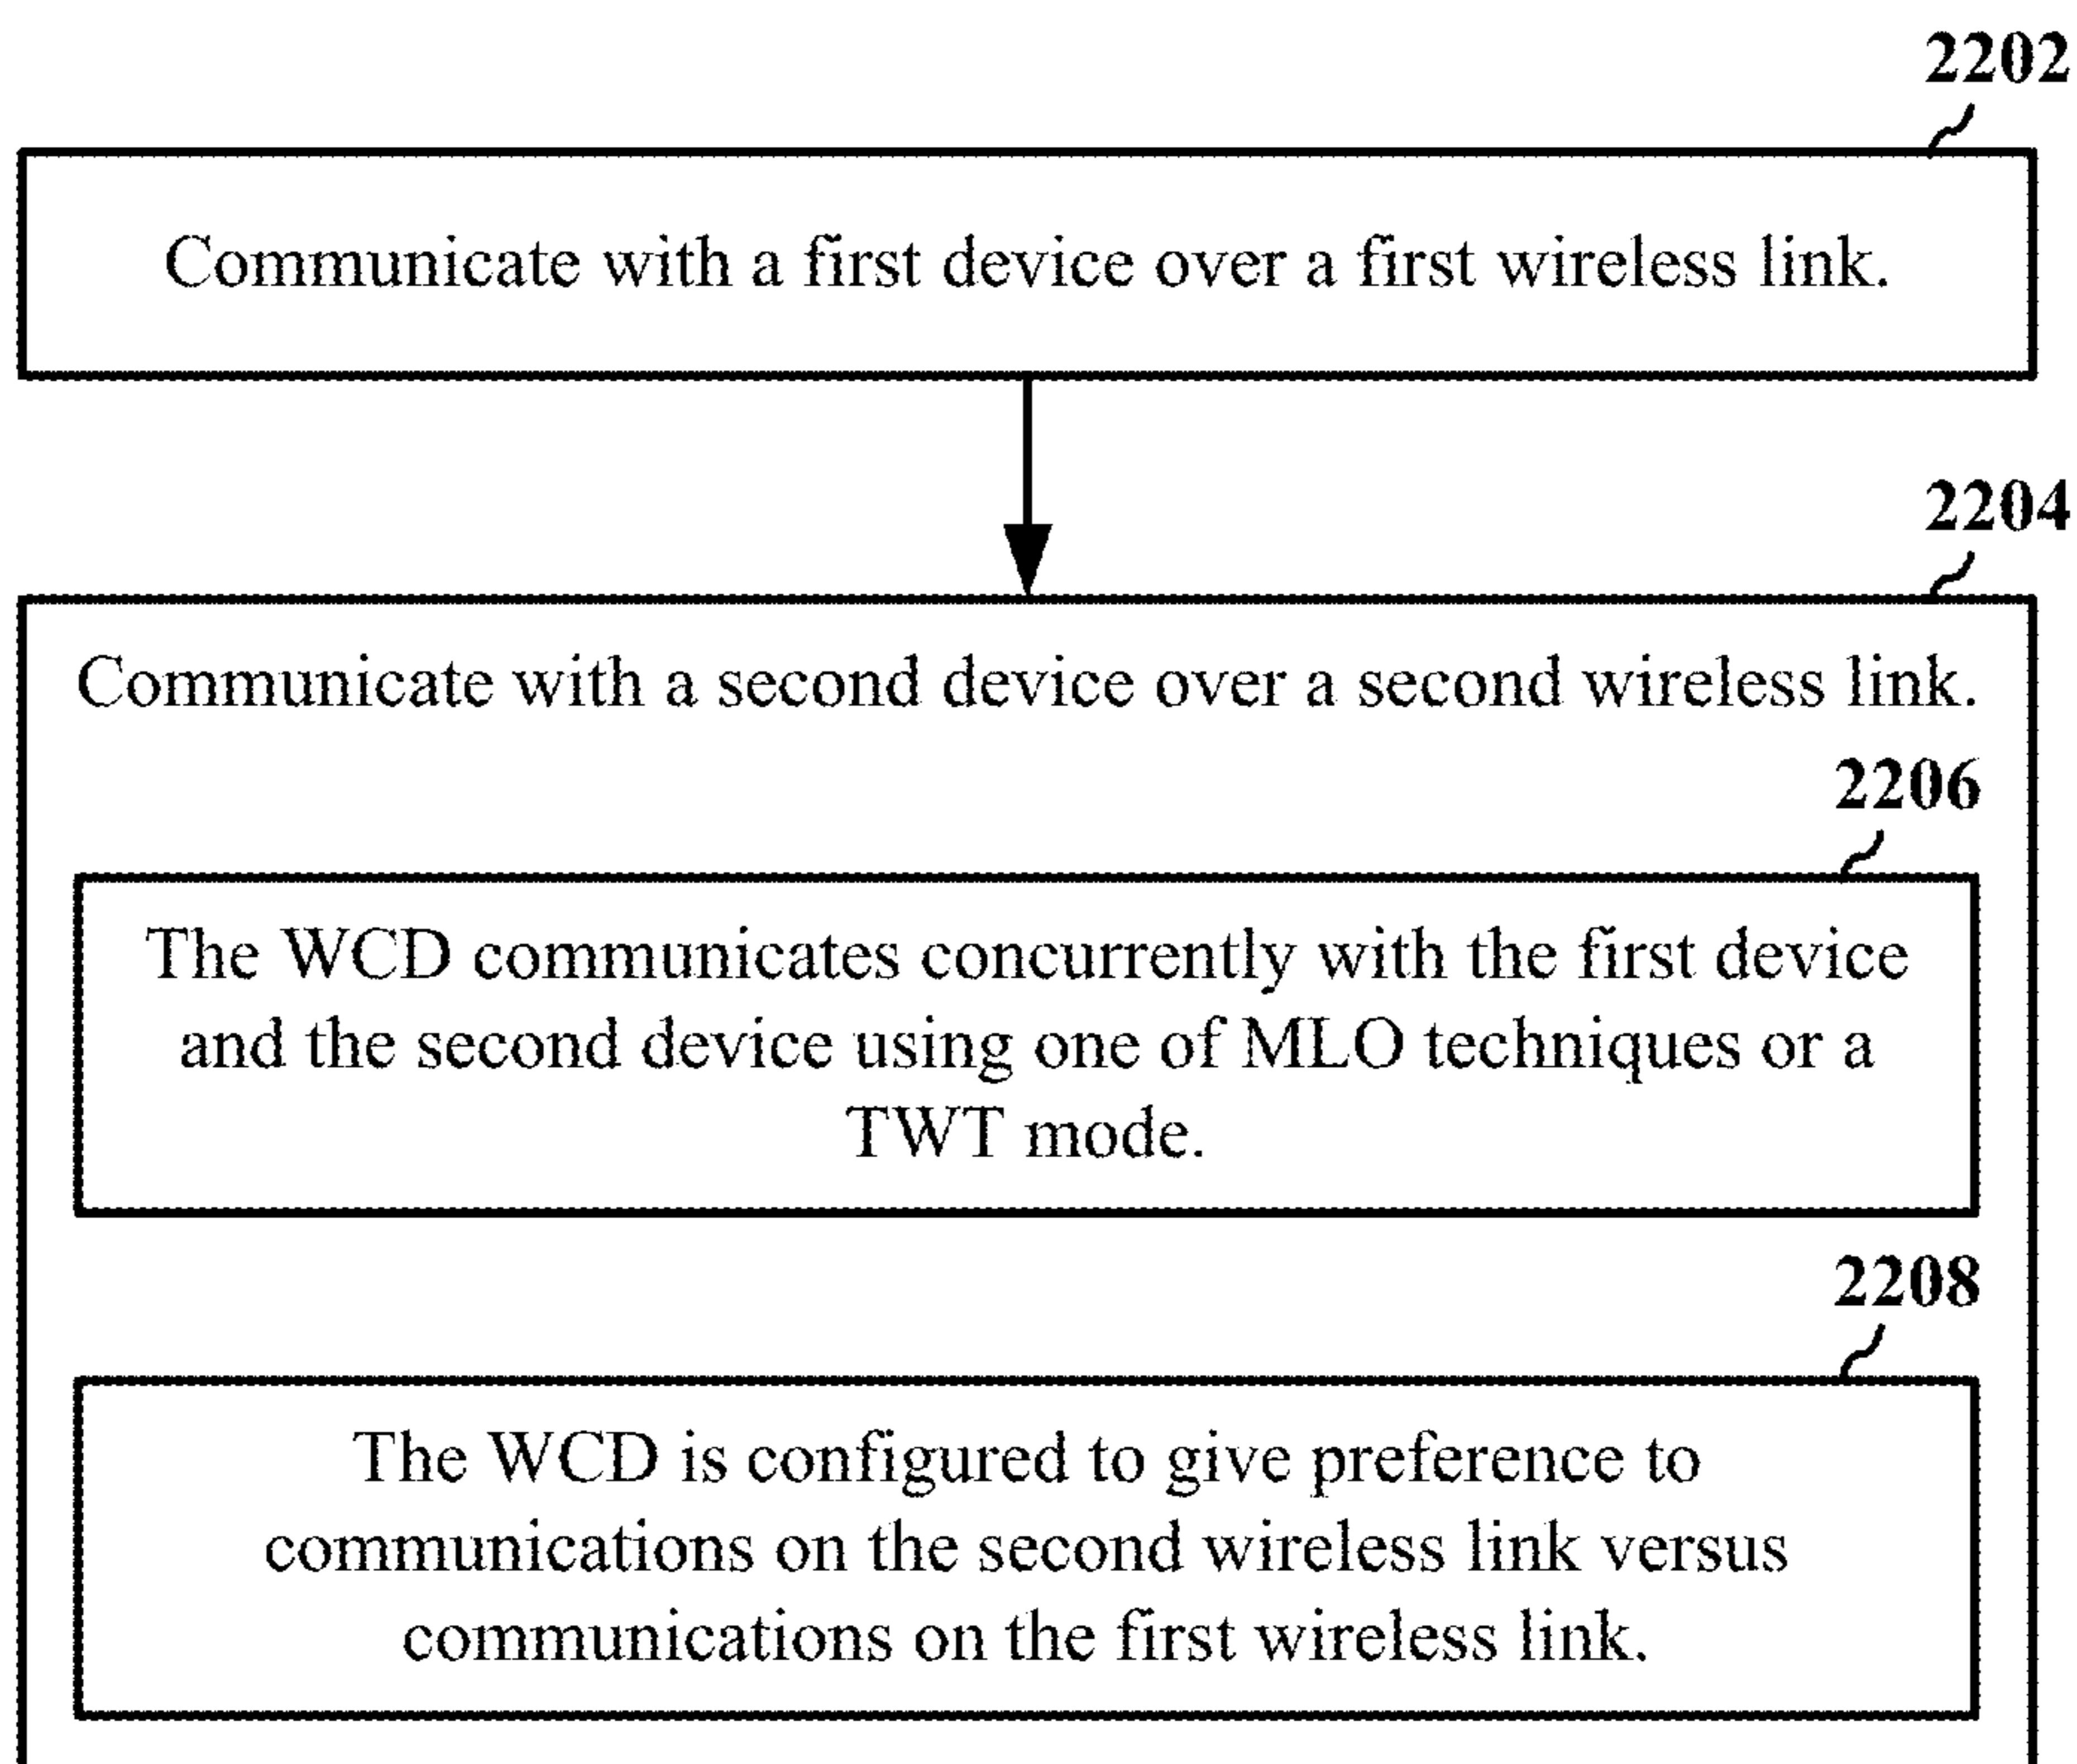 2202
Communicate with a first device over a first wireless link.
2204
Communicate with a second device over a second wireless link.
2206
The WCD communicates concurrently with the first device
and the second device using one of MLO techniques or a
TWT mode.
2208
The WCD is configured to give preference to
communications on the second wireless link versus
communications on the first wireless link.